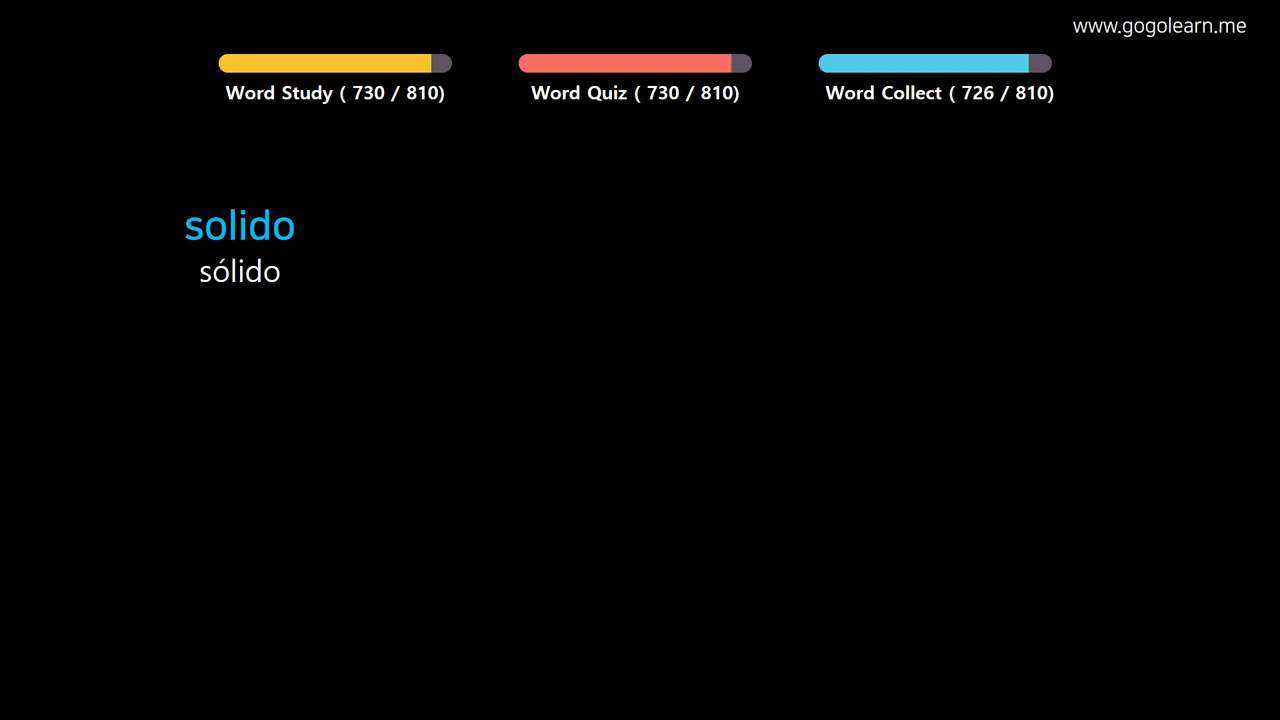 www.gogolearn.me
Word Study ( 730 / 810)
Word Quiz ( 730 / 810)
Word Collect ( 726 / 810)
solido
sólido